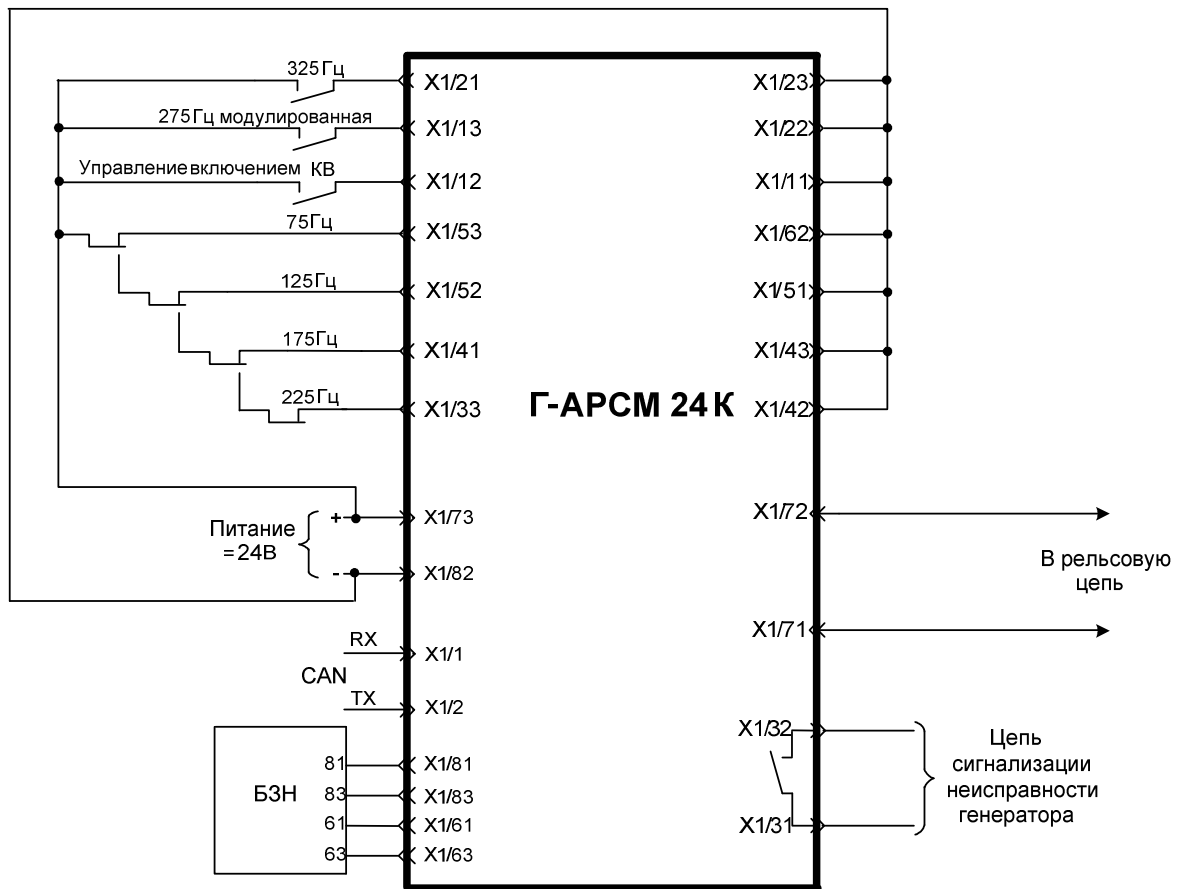 325Гц
X1/21
X1/23
275Гц модулированная
X1/13
X1/22
Управление включением КВ
X1/12
X1/11
75Гц
X1/53
X1/62
125Гц
X1/52
X1/51
175Гц
X1/41
X1/43
225Гц
X1/33
Г-АРСМ 24 К
X1/42
+
X1/73
X1/72
Питание
=24В
-
X1/82
В рельсовую
цепь
X1/71
RX
X1/1
CAN
TX
X1/2
X1/32
БЗН
81
X1/81
83
X1/83
61
X1/61
63
X1/63
Цепь
сигнализации
неисправности
генератора
X1/31